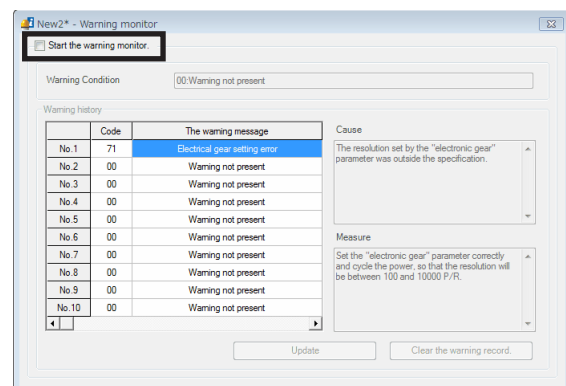 New2* - Warning monitor
Start the warning monitor.
Warning Condition
00:Warning not present
Warning history
Code The warning message
No.1 71 Electrical gear setting error
No.2 00 Warning not present
No.3 00 Warning not present
No.4 00 Warning not present
No.5 00 Warning not present
No.6 00 Warning not present
No.7 00 Warning not present
No.8 00 Warning not present
No.9 00 Warning not present
No.10 00 Warning not present
Cause
The resolution set by the "electronic gear"
parameter was outside the specification.
Measure
Set the "electronic gear" parameter correctly
and cycle the power, so that the resolution will
be between 100 and 10000 P/R.
Update
Clear the warning record.